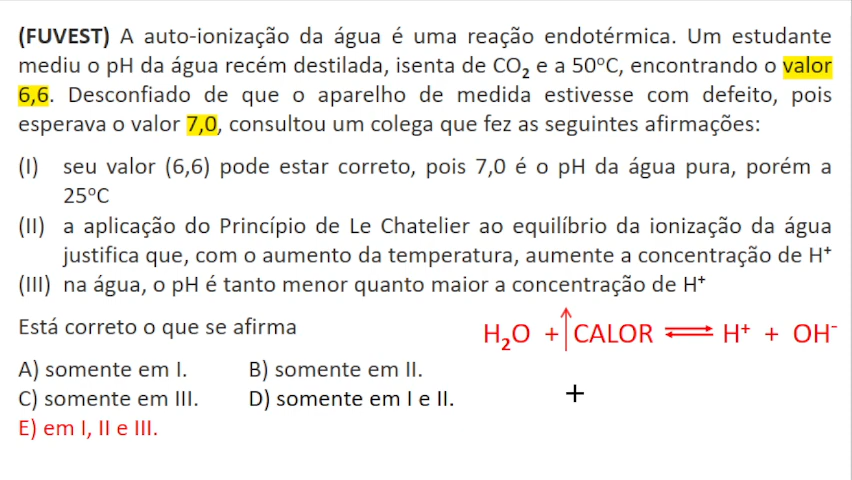 (FUVEST) A auto-ionização da água é uma reação endotérmica. Um estudante
mediu o pH da água recém destilada, isenta de CO₂ e a 50ºC, encontrando o valor
6,6. Desconfiado de que o aparelho de medida estivesse com defeito, pois
esperava o valor 7,0, consultou um colega que fez as seguintes afirmações:
(I) seu valor (6,6) pode estar correto, pois 7,0 é o pH da água pura, porém a
25ºC
(II) a aplicação do Princípio de Le Chatelier ao equilíbrio da ionização da água
justifica que, com o aumento da temperatura, aumente a concentração de H⁺
(III) na água, o pH é tanto menor quanto maior a concentração de H⁺
Está correto o que se afirma
H₂O + ↑ CALOR ⇌ H⁺ + OH⁻
A) somente em I. B) somente em II.
C) somente em III. D) somente em I e II.
E) em I, II e III.